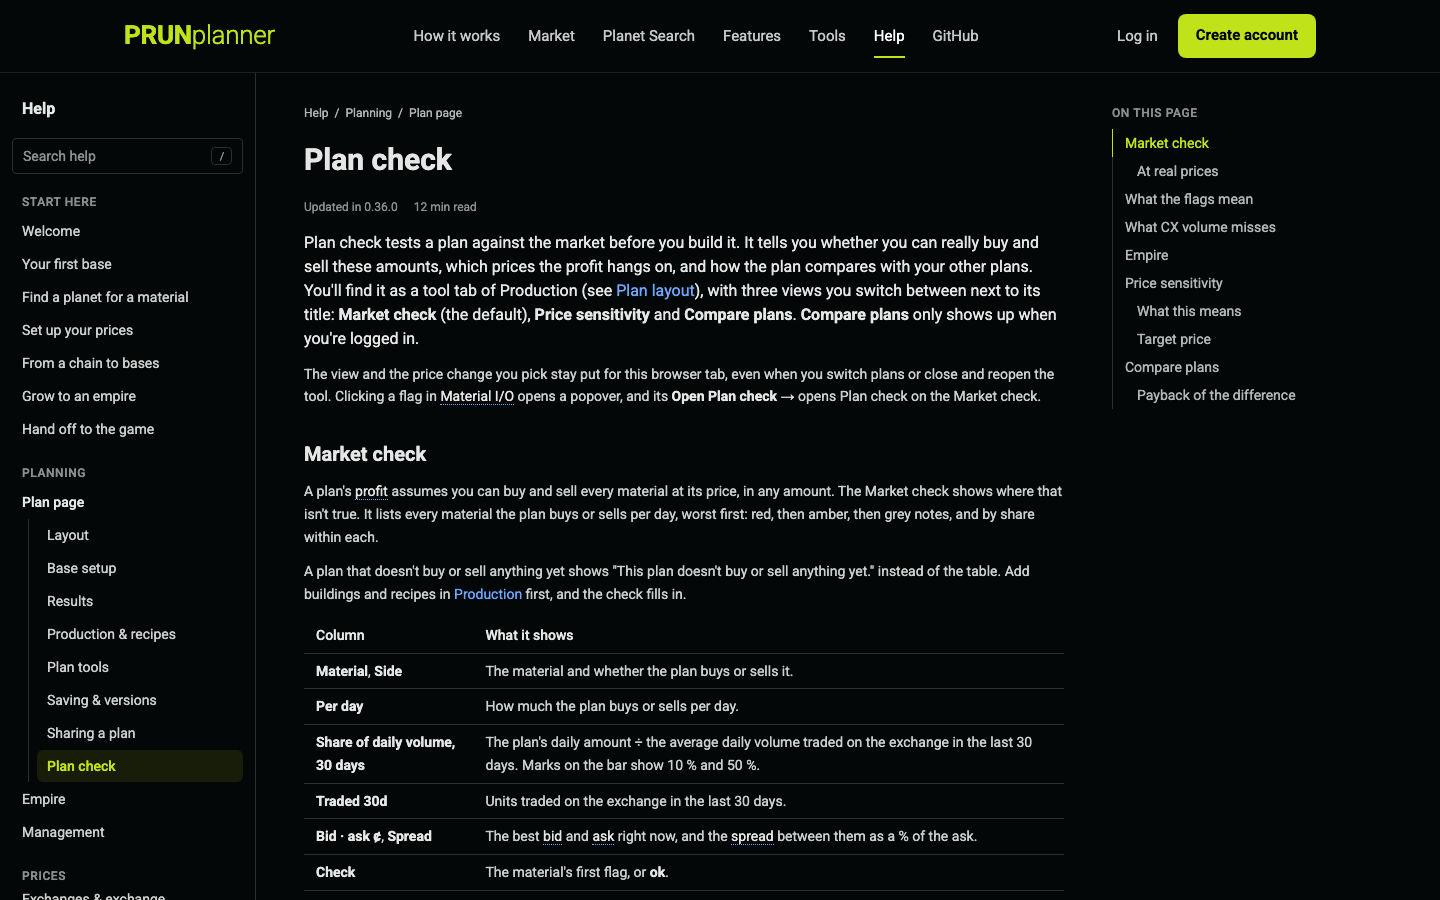 PRUNplanner
How it works
Market
Planet Search
Features
Tools
Help
GitHub
Log in
Create account
Help
Search help
/
START HERE
Welcome
Your first base
Find a planet for a material
Set up your prices
From a chain to bases
Grow to an empire
Hand off to the game
PLANNING
Plan page
Layout
Base setup
Results
Production & recipes
Plan tools
Saving & versions
Sharing a plan
Plan check
Empire
Management
PRICES
Exchanges & exchange
Help / Planning / Plan page
Plan check
Updated in 0.36.0 12 min read
Plan check tests a plan against the market before you build it. It tells you whether you can really buy and
sell these amounts, which prices the profit hangs on, and how the plan compares with your other plans.
You'll find it as a tool tab of Production (see Plan layout), with three views you switch between next to its
title: Market check (the default), Price sensitivity and Compare plans. Compare plans only shows up when
you're logged in.
The view and the price change you pick stay put for this browser tab, even when you switch plans or close and reopen the
tool. Clicking a flag in Material I/O opens a popover, and its Open Plan check → opens Plan check on the Market check.
Market check
A plan's profit assumes you can buy and sell every material at its price, in any amount. The Market check shows where that
isn't true. It lists every material the plan buys or sells per day, worst first: red, then amber, then grey notes, and by share
within each.
A plan that doesn't buy or sell anything yet shows "This plan doesn't buy or sell anything yet." instead of the table. Add
buildings and recipes in Production first, and the check fills in.
Column What it shows
Material, Side The material and whether the plan buys or sells it.
Per day How much the plan buys or sells per day.
Share of daily volume, The plan's daily amount ÷ the average daily volume traded on the exchange in the last 30
30 days days. Marks on the bar show 10 % and 50 %.
Traded 30d Units traded on the exchange in the last 30 days.
Bid · ask ¢, Spread The best bid and ask right now, and the spread between them as a % of the ask.
Check The material's first flag, or ok.
ON THIS PAGE
Market check
At real prices
What the flags mean
What CX volume misses
Empire
Price sensitivity
What this means
Target price
Compare plans
Payback of the difference